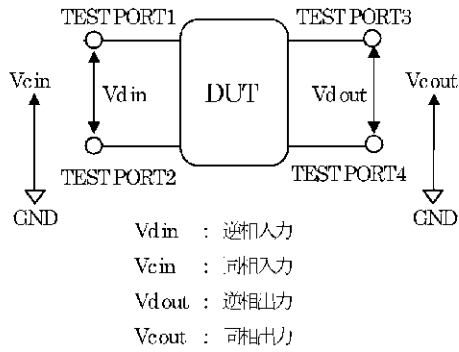 TEST PORT1 TEST PORT3
Vcin Vdin DUT Vdout Vcout
TEST PORT2 TEST PORT4
GND GND
Vdin : 逆相入力
Vcin : 同相入力
Vdout : 逆相出力
Vcout : 同相出力